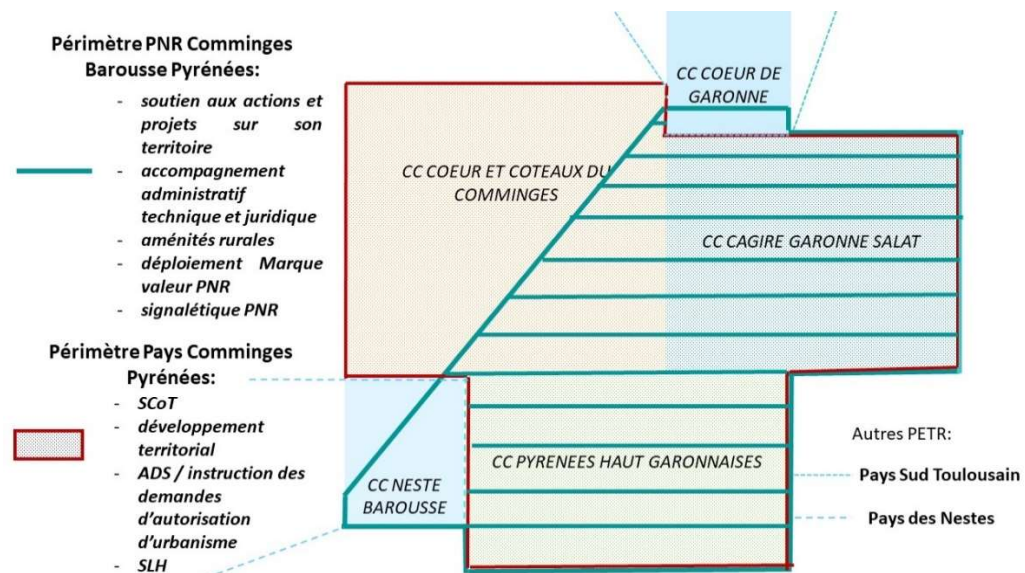 Périmètre PNR Comminges
Barousse Pyrénées:
- soutien aux actions et
projets sur son
territoire
- accompagnement
administratif
technique et juridique
- aménités rurales
- déploiement Marque
valeur PNR
- signalétique PNR
Périmètre Pays Comminges
Pyrénées:
- SCoT
- développement
territorial
- ADS / instruction des
demandes
d'autorisation
d'urbanisme
- SLH
CC COEUR DE
GARONNE
CC COEUR ET COTEAUX DU
COMMINGES
CC CAGIRE GARONNE SALAT
CC PYRENEES HAUT GARONNAISES
CC NESTE
BAROUSSE
Autres PETR:
Pays Sud Toulousain
Pays des Nestes